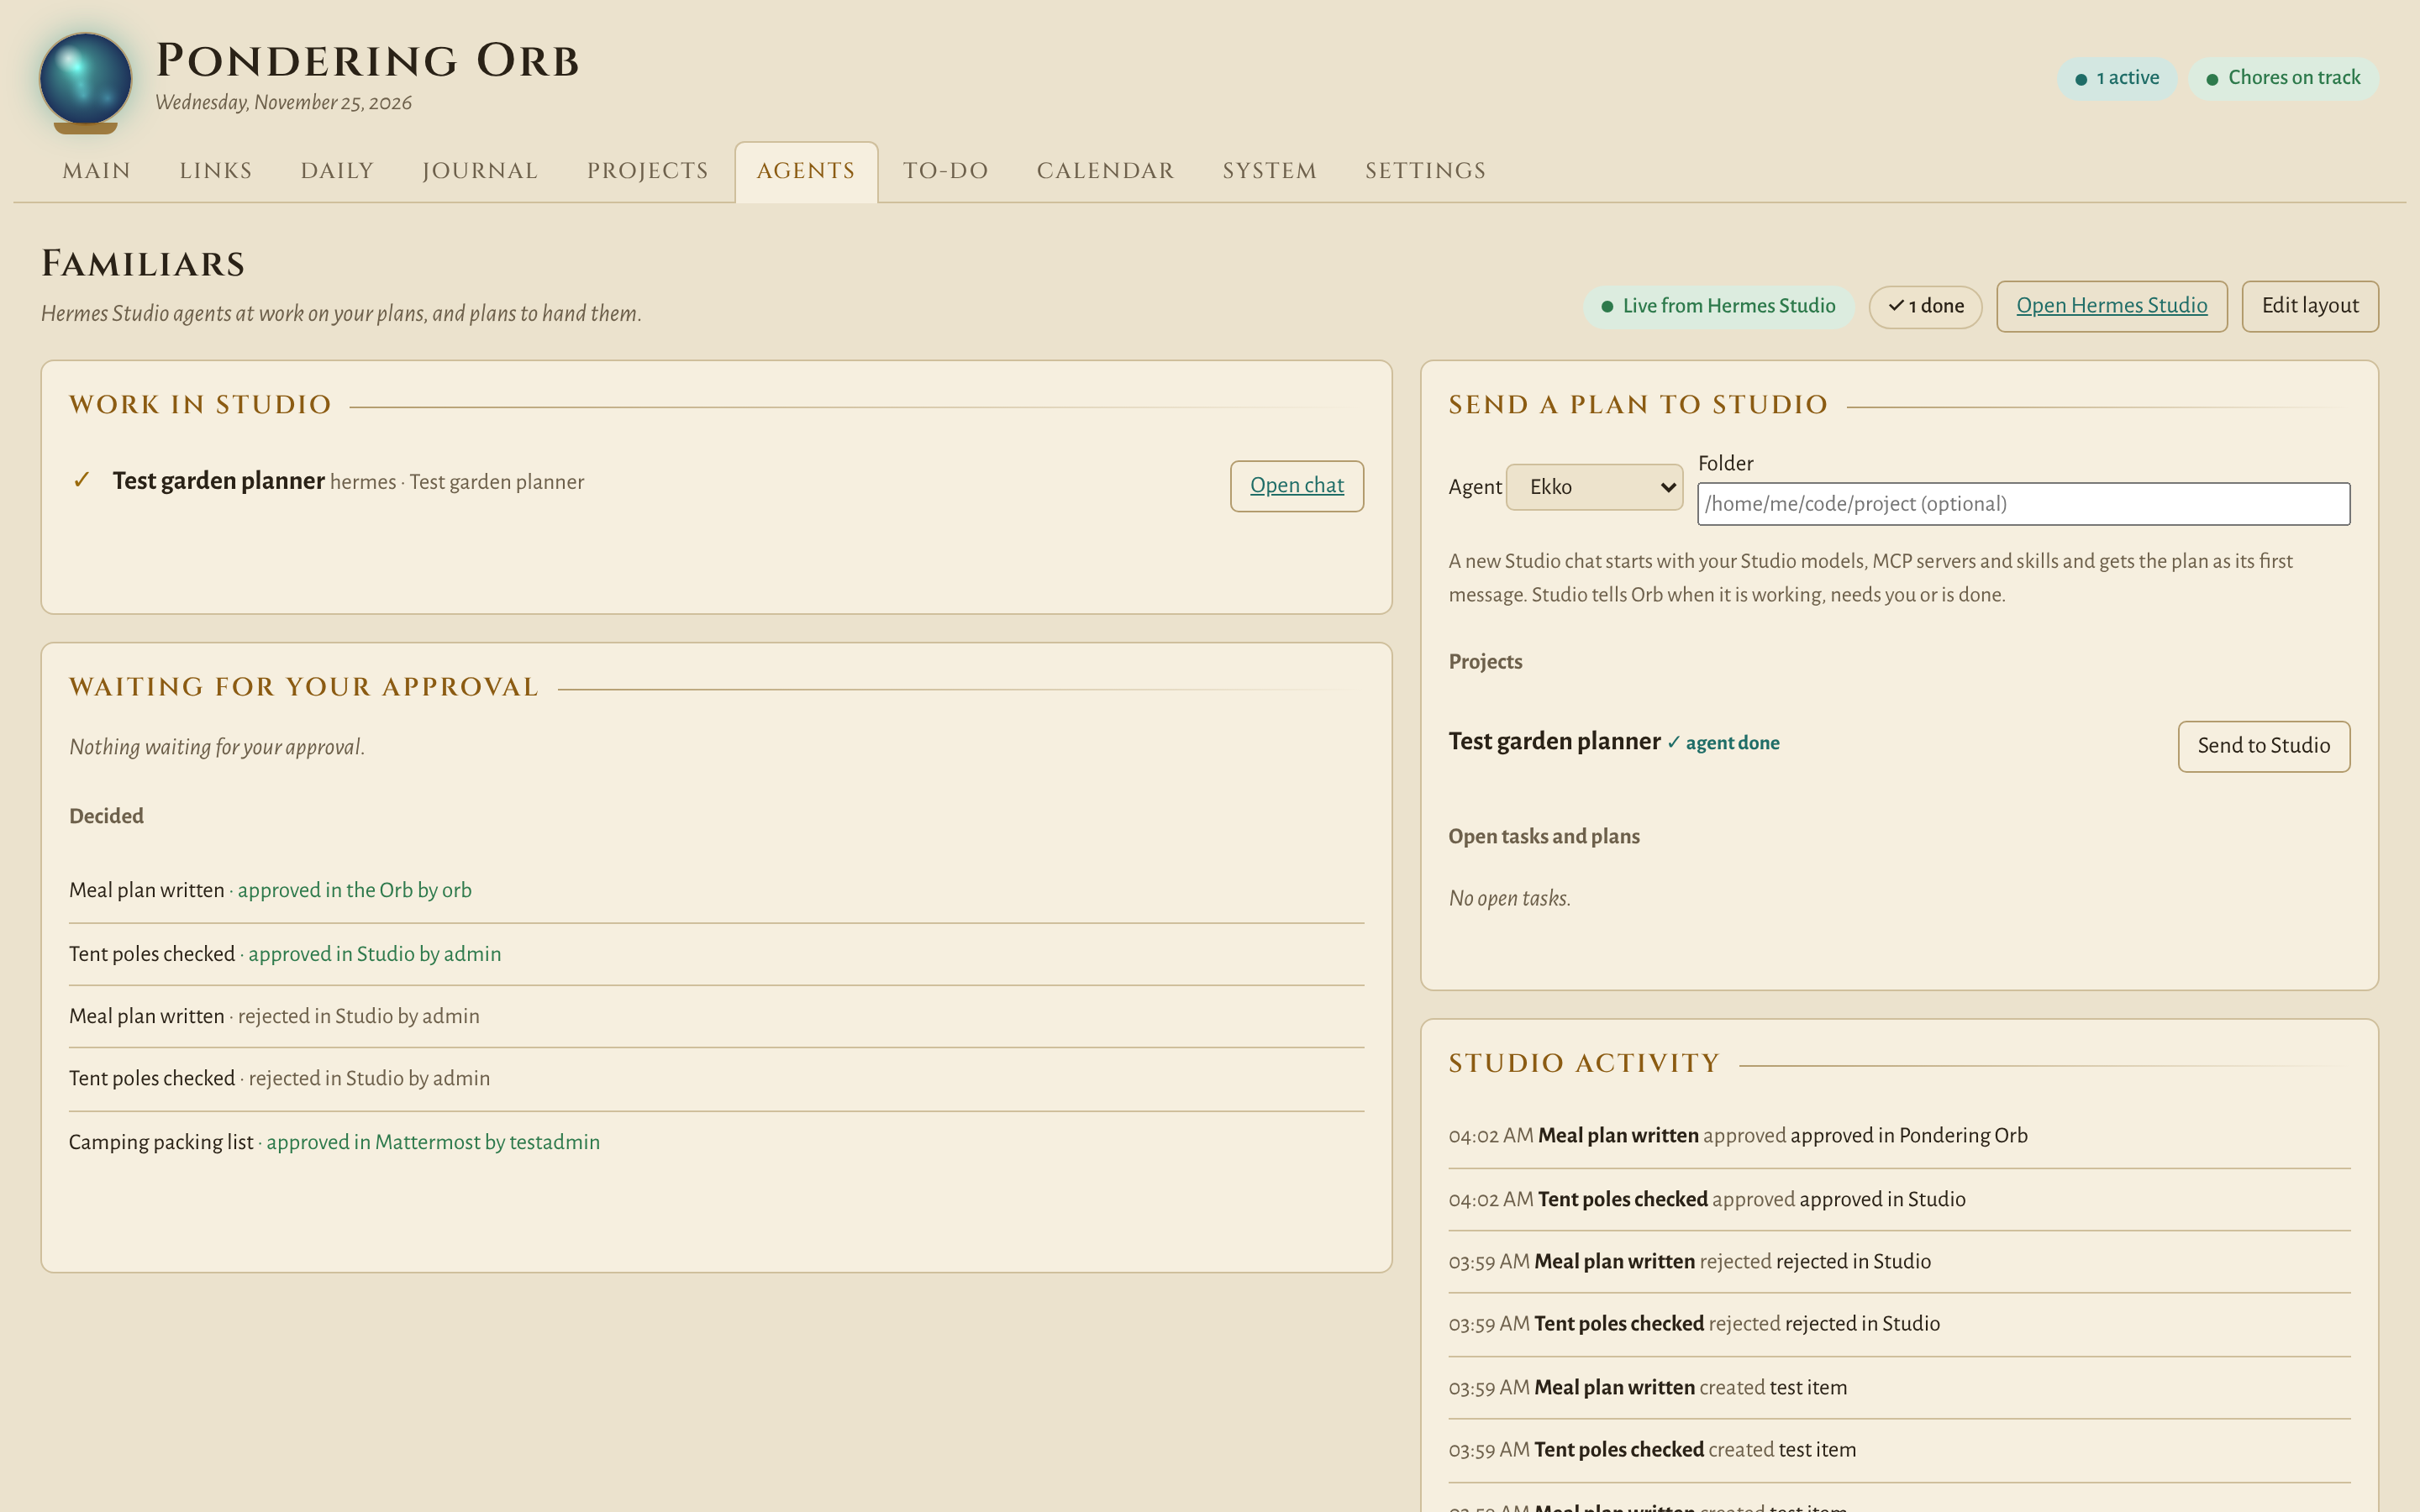 Pondering Orb
Wednesday, November 25, 2026
1 active
Chores on track
MAIN LINKS DAILY JOURNAL PROJECTS AGENTS TO-DO CALENDAR SYSTEM SETTINGS
Familiars
Hermes Studio agents at work on your plans, and plans to hand them.
Live from Hermes Studio
✓ 1 done
Open Hermes Studio
Edit layout
WORK IN STUDIO
✓ Test garden planner hermes · Test garden planner
Open chat
WAITING FOR YOUR APPROVAL
Nothing waiting for your approval.
Decided
Meal plan written · approved in the Orb by orb
Tent poles checked · approved in Studio by admin
Meal plan written · rejected in Studio by admin
Tent poles checked · rejected in Studio by admin
Camping packing list · approved in Mattermost by testadmin
SEND A PLAN TO STUDIO
Agent Ekko
Folder
/home/me/code/project (optional)
A new Studio chat starts with your Studio models, MCP servers and skills and gets the plan as its first
message. Studio tells Orb when it is working, needs you or is done.
Projects
Test garden planner ✓ agent done
Send to Studio
Open tasks and plans
No open tasks.
STUDIO ACTIVITY
04:02 AM Meal plan written approved approved in Pondering Orb
04:02 AM Tent poles checked approved approved in Studio
03:59 AM Meal plan written rejected rejected in Studio
03:59 AM Tent poles checked rejected rejected in Studio
03:59 AM Meal plan written created test item
03:59 AM Tent poles checked created test item
03:59 AM Meal plan written created test item